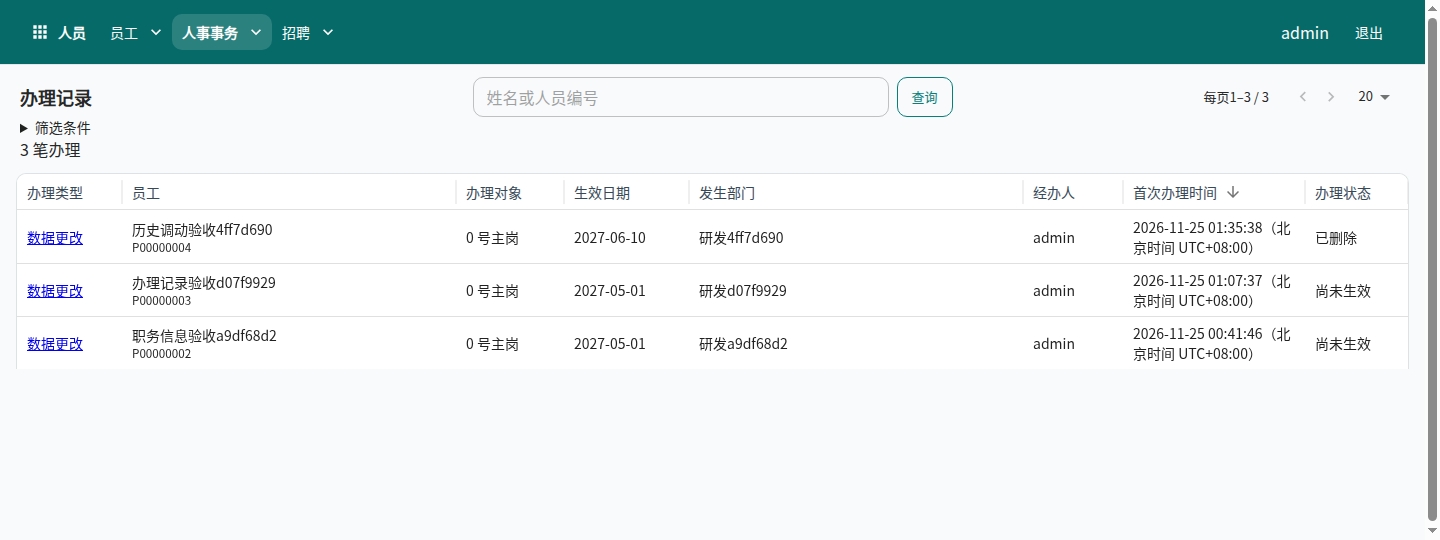 人员 员工 人事事务 招聘 admin 退出
办理记录 姓名或人员编号 查询 每页1–3 / 3 20
筛选条件
3 笔办理
办理类型 员工 办理对象 生效日期 发生部门 经办人 首次办理时间 办理状态
数据更改 历史调动验收4ff7d690 0 号主岗 2027-06-10 研发4ff7d690 admin 2026-11-25 01:35:38（北 已删除
P00000004 京时间 UTC+08:00）
数据更改 办理记录验收d07f9929 0 号主岗 2027-05-01 研发d07f9929 admin 2026-11-25 01:07:37（北 尚未生效
P00000003 京时间 UTC+08:00）
数据更改 职务信息验收a9df68d2 0 号主岗 2027-05-01 研发a9df68d2 admin 2026-11-25 00:41:46（北 尚未生效
P00000002 京时间 UTC+08:00）